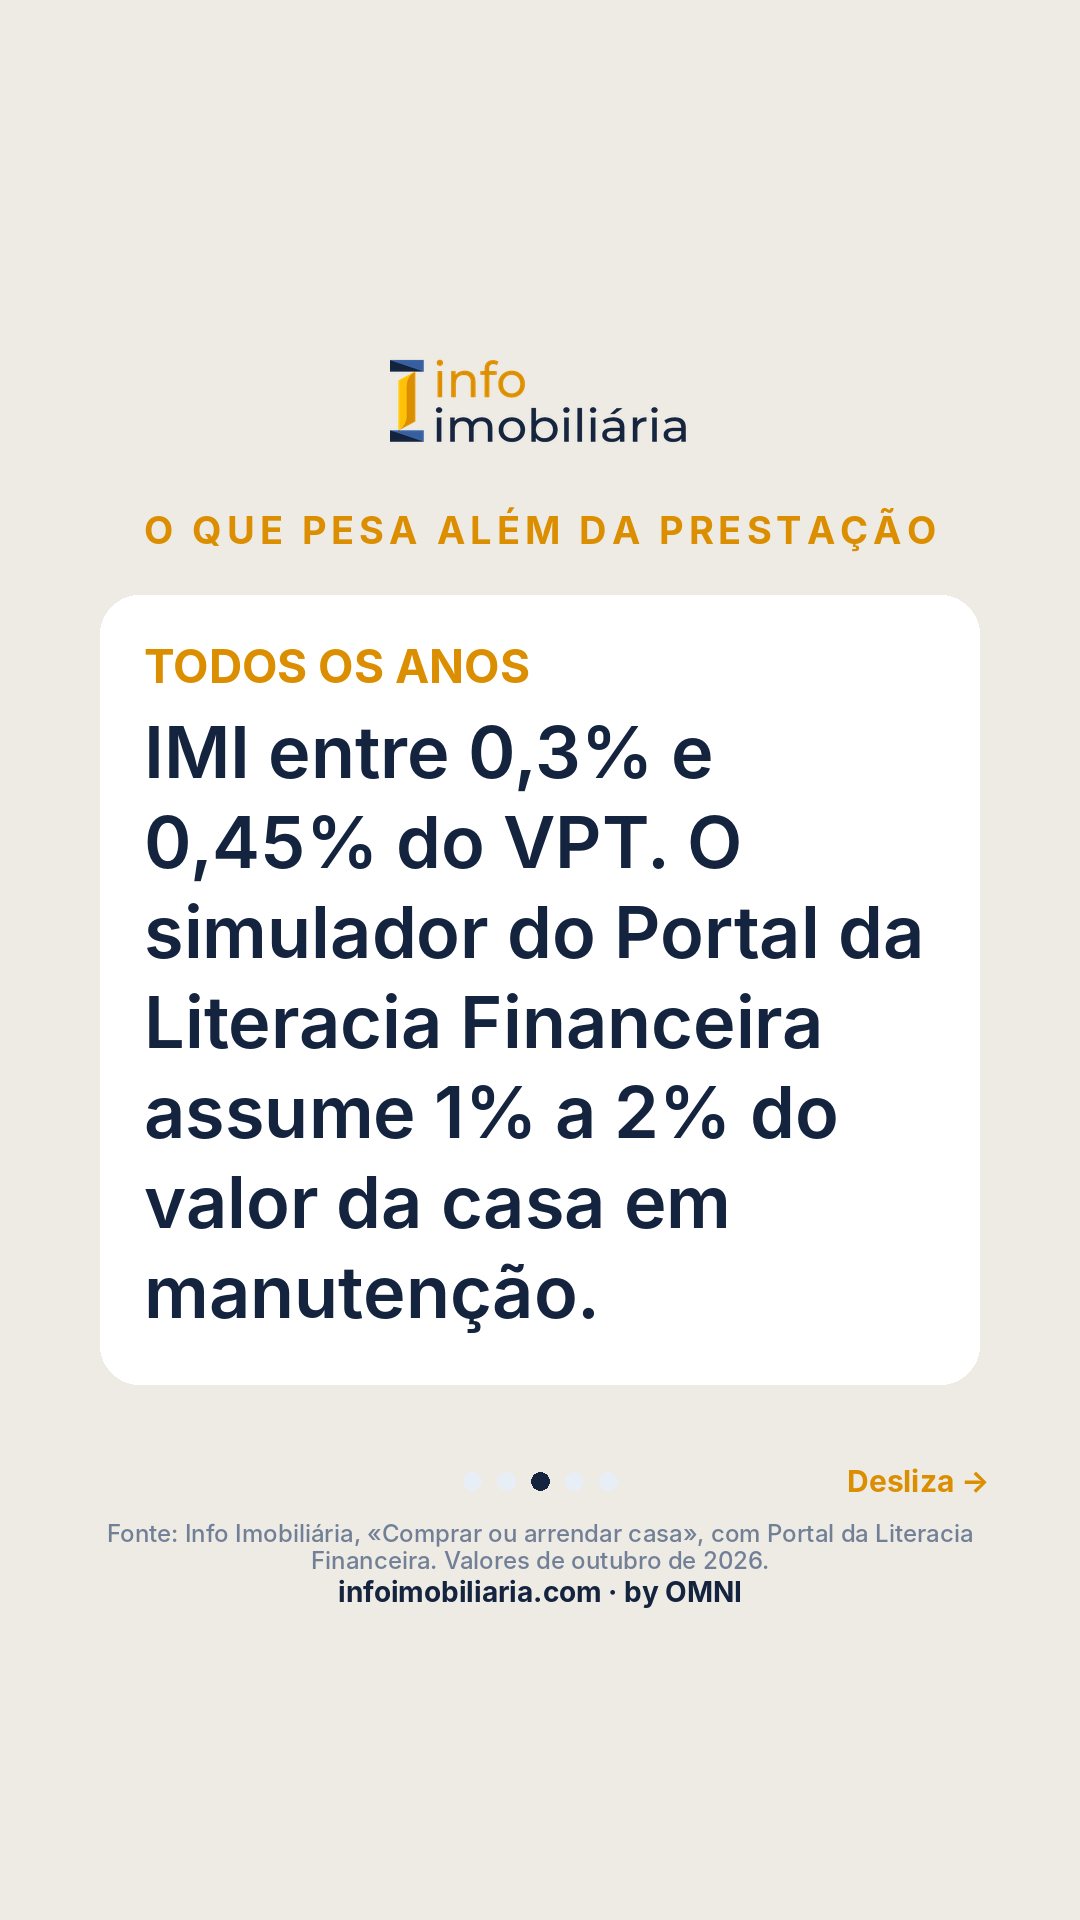 info
imobiliária
O QUE PESA ALÉM DA PRESTAÇÃO
TODOS OS ANOS
IMI entre 0,3% e
0,45% do VPT. O
simulador do Portal da
Literacia Financeira
assume 1% a 2% do
valor da casa em
manutenção.
Desliza →
Fonte: Info Imobiliária, «Comprar ou arrendar casa», com Portal da Literacia
Financeira. Valores de outubro de 2026.
infoimobiliaria.com · by OMNI